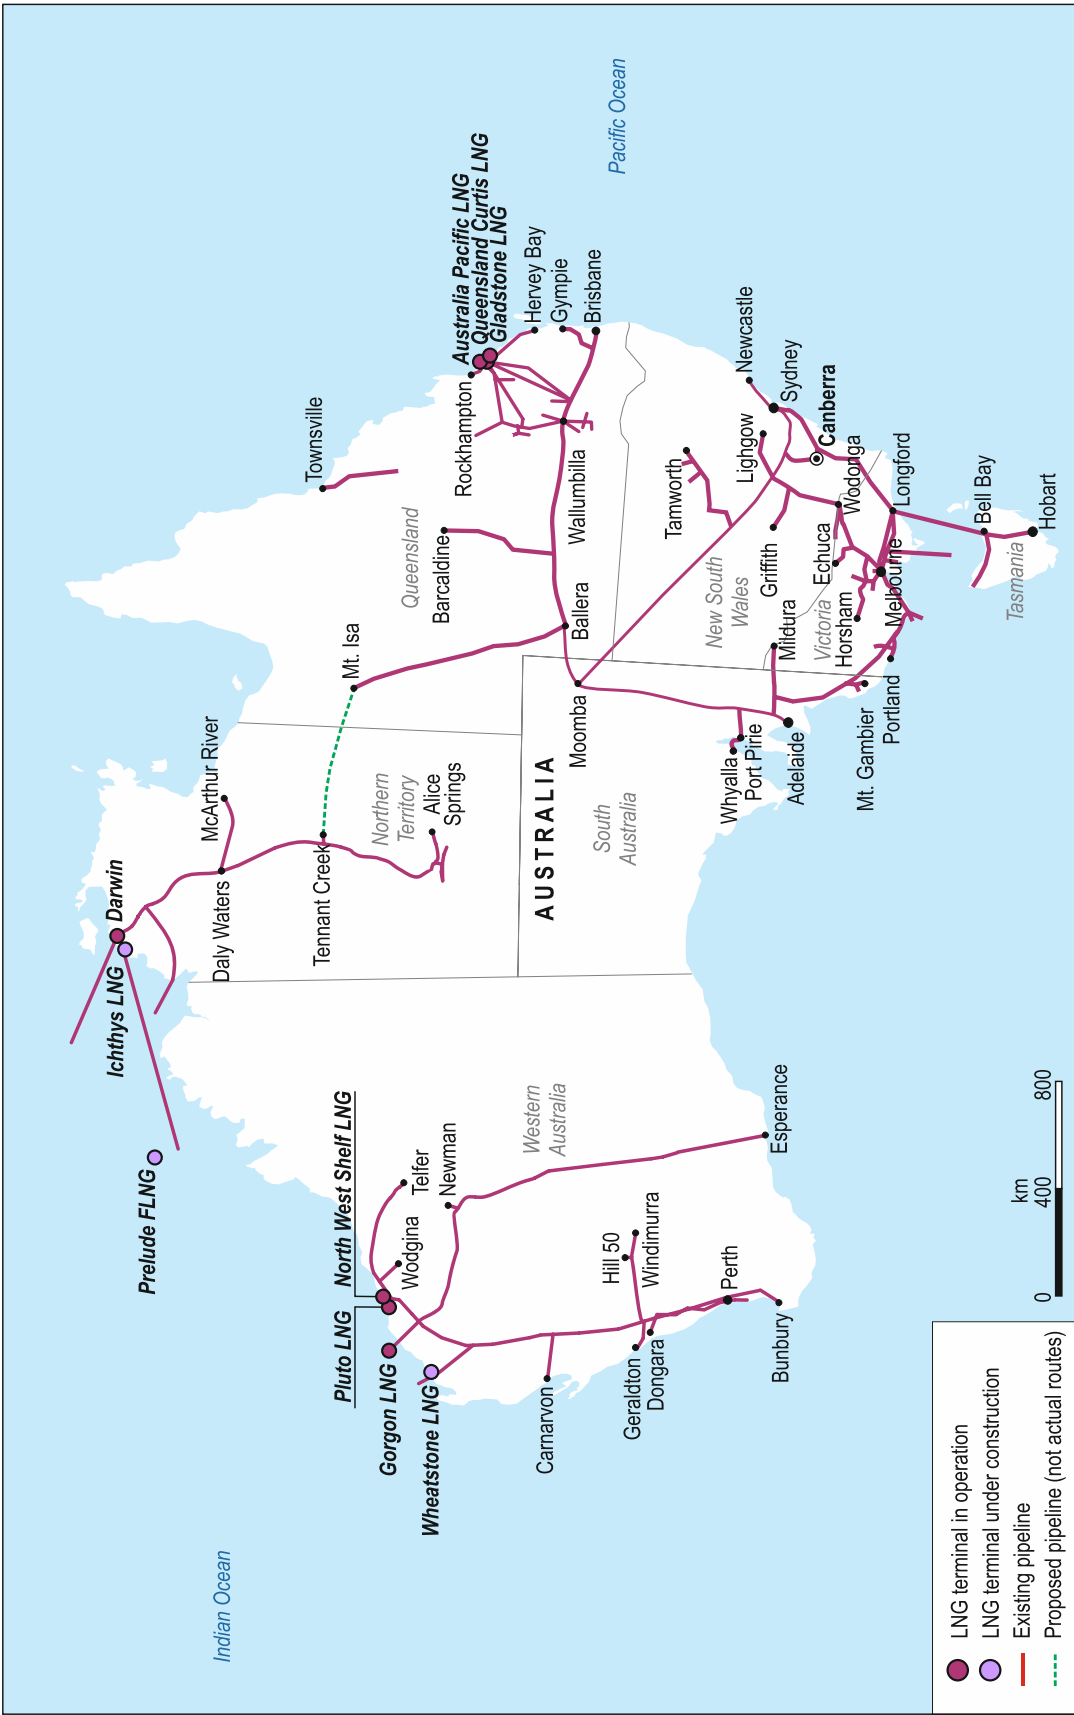 Indian Ocean
Pacific Ocean
AUSTRALIA
Western
Australia
Northern
Territory
South
Australia
Queensland
New South
Wales
Victoria
Tasmania
Prelude FLNG
Ichthys LNG
Darwin
North West Shelf LNG
Pluto LNG
Gorgon LNG
Wheatstone LNG
Australia Pacific LNG
Queensland Curtis LNG
Gladstone LNG
Daly Waters
McArthur River
Tennant Creek
Alice
Springs
Mt. Isa
Townsville
Barcaldine
Rockhampton
Hervey Bay
Gympie
Brisbane
Wallumbilla
Ballera
Moomba
Telfer
Wodgina
Newman
Carnarvon
Hill 50
Windimurra
Geraldton
Dongara
Perth
Bunbury
Esperance
Whyalla
Port Pirie
Adelaide
Mt. Gambier
Portland
Mildura
Horsham
Echuca
Melbourne
Griffith
Wodonga
Longford
Tamworth
Lighgow
Newcastle
Sydney
Canberra
Bell Bay
Hobart
km
0 400 800
LNG terminal in operation
LNG terminal under construction
Existing pipeline
Proposed pipeline (not actual routes)